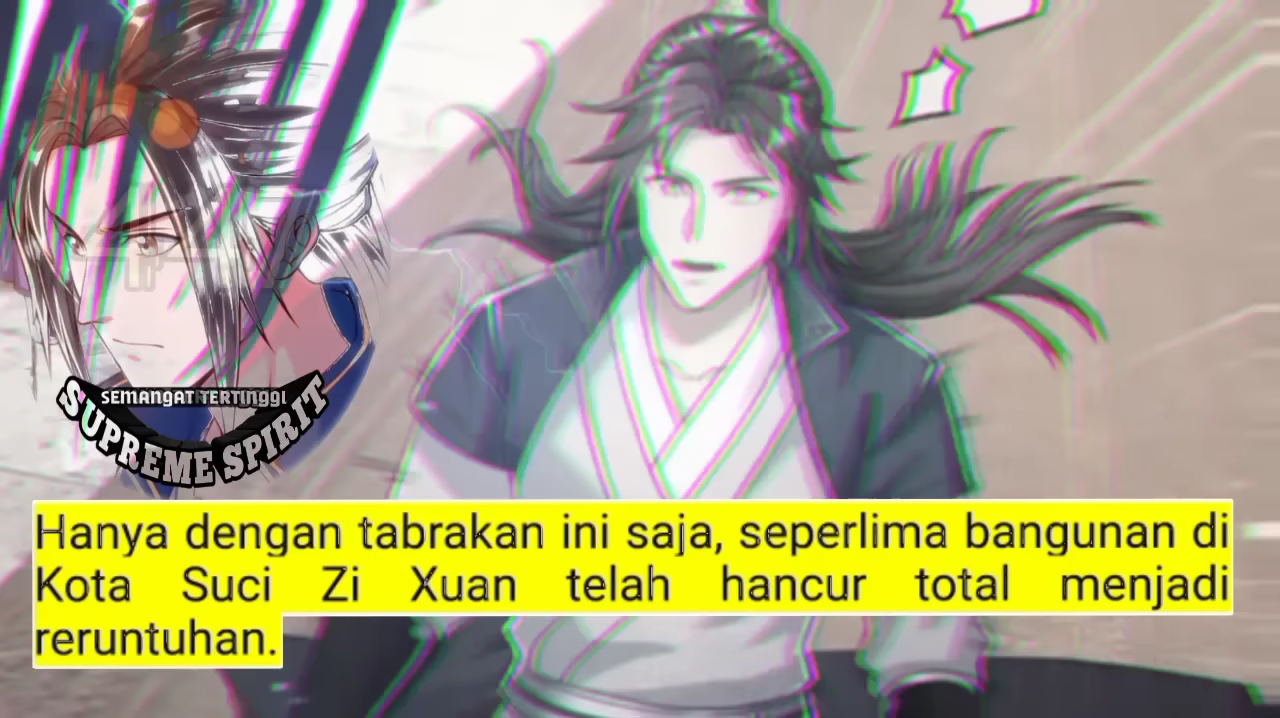 SEMANGAT TERTINGGI
SUPREME SPIRIT
Hanya dengan tabrakan ini saja, seperlima bangunan di
Kota Suci Zi Xuan telah hancur total menjadi
reruntuhan.